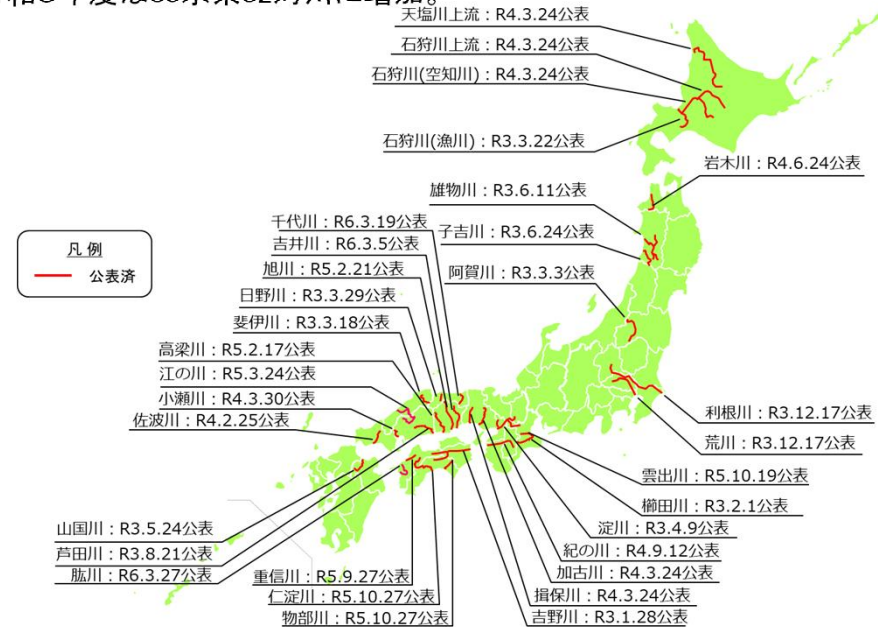 天塩川上流：R4.3.24公表
石狩川上流：R4.3.24公表
石狩川(空知川)：R4.3.24公表
石狩川(漁川)：R3.3.22公表
岩木川：R4.6.24公表
雄物川：R3.6.11公表
千代川：R6.3.19公表
子吉川：R3.6.24公表
吉井川：R6.3.5公表
凡 例
公表済
旭川：R5.2.21公表
阿賀川：R3.3.3公表
日野川：R3.3.29公表
斐伊川：R3.3.18公表
高梁川：R5.2.17公表
江の川：R5.3.24公表
小瀬川：R4.3.30公表
佐波川：R4.2.25公表
利根川：R3.12.17公表
荒川：R3.12.17公表
雲出川：R5.10.19公表
櫛田川：R3.2.1公表
淀川：R3.4.9公表
紀の川：R4.9.12公表
加古川：R4.3.24公表
揖保川：R4.3.24公表
吉野川：R3.1.28公表
山国川：R3.5.24公表
芦田川：R3.8.21公表
肱川：R6.3.27公表
重信川：R5.9.27公表
仁淀川：R5.10.27公表
物部川：R5.10.27公表